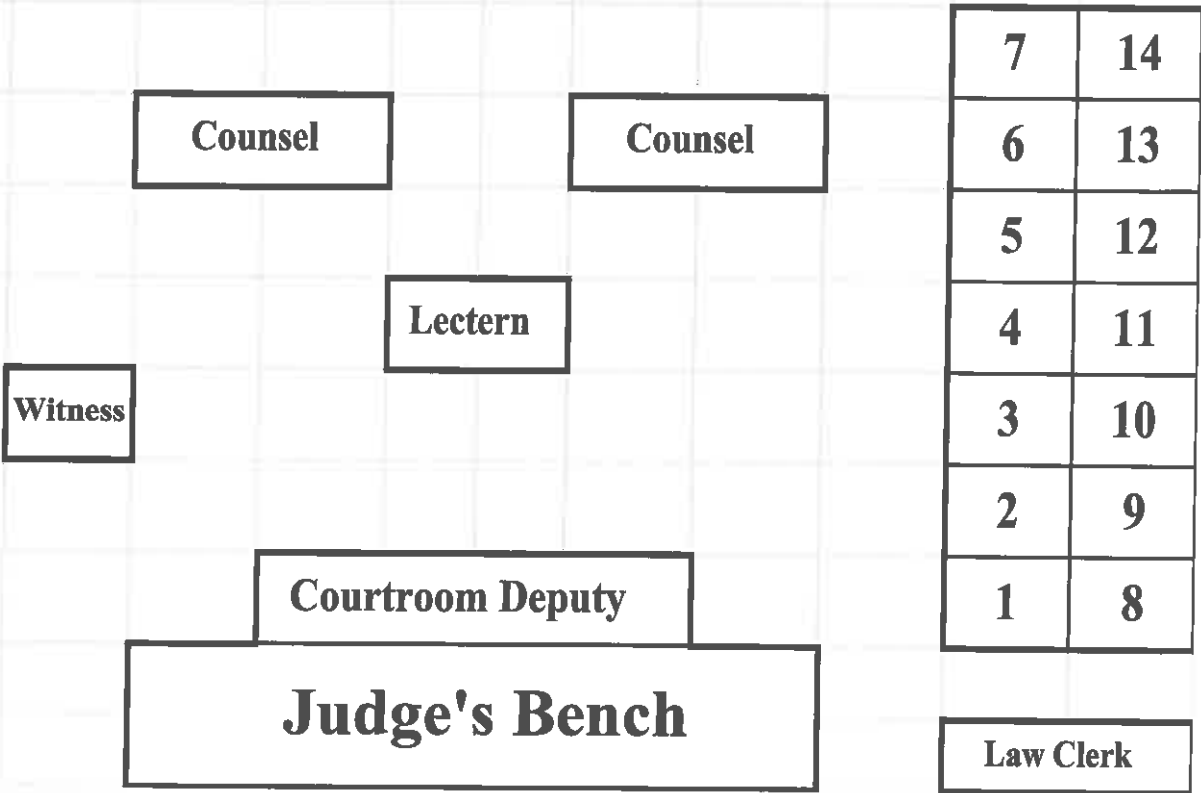 7 14
Counsel Counsel
6 13
5 12
Lectern
4 11
Witness
3 10
2 9
Courtroom Deputy
1 8
Judge's Bench
Law Clerk